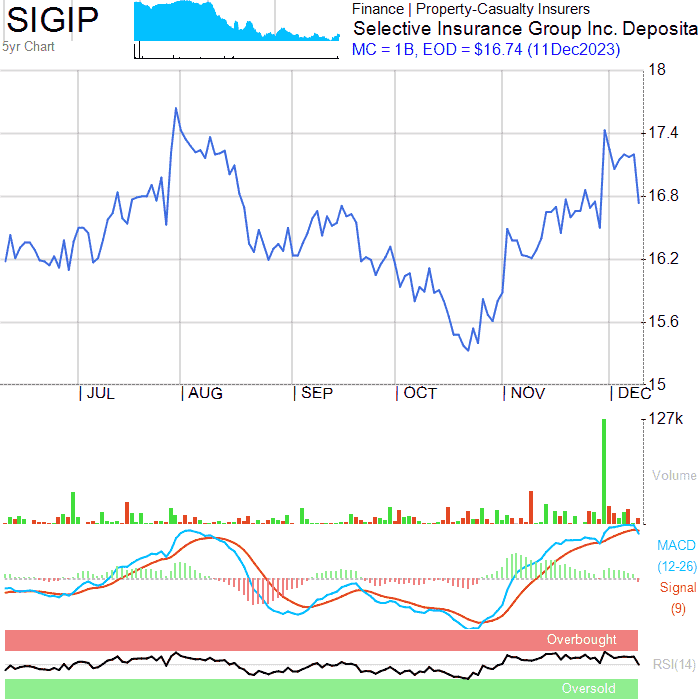 SIGIP
5yr Chart
Finance | Property-Casualty Insurers
Selective Insurance Group Inc. Deposita
MC = 1B, EOD = $16.74 (11Dec2023)
18
17.4
16.8
16.2
15.6
15
JUL AUG SEP OCT NOV DEC
127k
Volume
MACD
(12-26)
Signal
(9)
Overbought
RSI(14)
Oversold